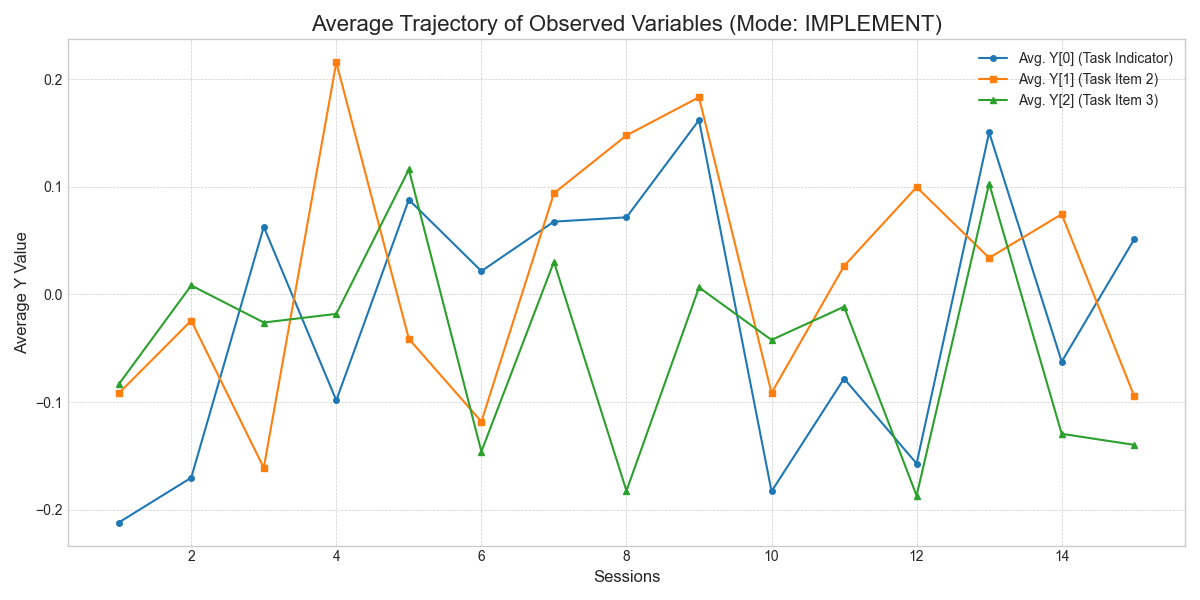 Average Trajectory of Observed Variables (Mode: IMPLEMENT)
Avg. Y[0] (Task Indicator)
Avg. Y[1] (Task Item 2)
Avg. Y[2] (Task Item 3)
Average Y Value
0.2
0.1
0.0
−0.1
−0.2
2 4 6 8 10 12 14
Sessions